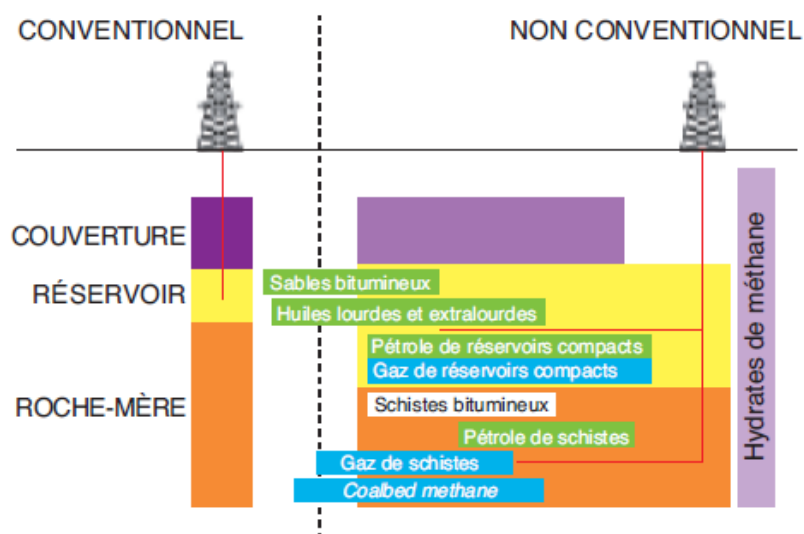 CONVENTIONNEL
NON CONVENTIONNEL
COUVERTURE
RÉSERVOIR
ROCHE-MÈRE
Sables bitumineux
Huiles lourdes et extralourdes
Pétrole de réservoirs compacts
Gaz de réservoirs compacts
Schistes bitumineux
Pétrole de schistes
Gaz de schistes
Coalbed methane
Hydrates de méthane